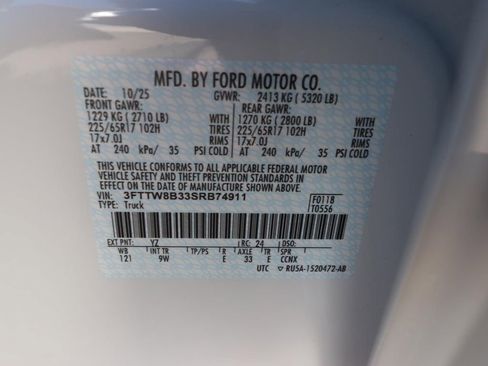 MFD. BY FORD MOTOR CO.
DATE: 10/25 GVWR: 2413 KG ( 5320 LB)
FRONT GAWR: REAR GAWR:
1229 KG ( 2710 LB) WITH 1270 KG ( 2800 LB) WITH
225/65R17 102H TIRES 225/65R17 102H TIRES
17x7.0J RIMS 17x7.0J RIMS
AT 240 kPa/ 35 PSI COLD AT 240 kPa/ 35 PSI COLD
THIS VEHICLE CONFORMS TO ALL APPLICABLE FEDERAL MOTOR
VEHICLE SAFETY AND THEFT PREVENTION STANDARDS IN
EFFECT ON THE DATE OF MANUFACTURE SHOWN ABOVE.
VIN: 3FTTW8B33SRB74911 F0118
TYPE: Truck T0556
EXT PNT: YZ RC: 24 DSO:
WB INT TR TP/PS R AXLE TR SPR
121 9W E 33 E CCNX
UTC ▽ RU5A-1520472-AB